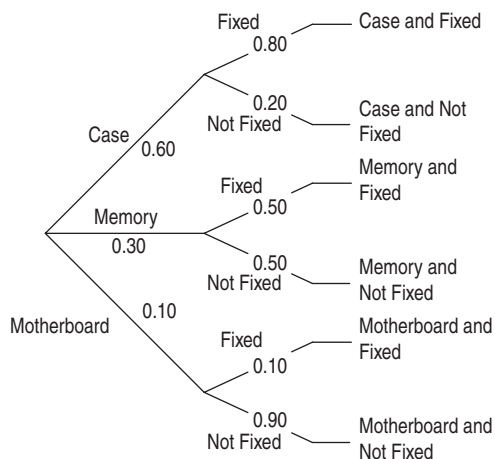 Fixed
0.80
Case and Fixed
0.20
Not Fixed
Case and Not
Fixed
Case
0.60
Fixed
0.50
Memory and
Fixed
Memory
0.30
0.50
Not Fixed
Memory and
Not Fixed
0.10
Motherboard
Fixed
0.10
Motherboard and
Fixed
0.90
Not Fixed
Motherboard and
Not Fixed